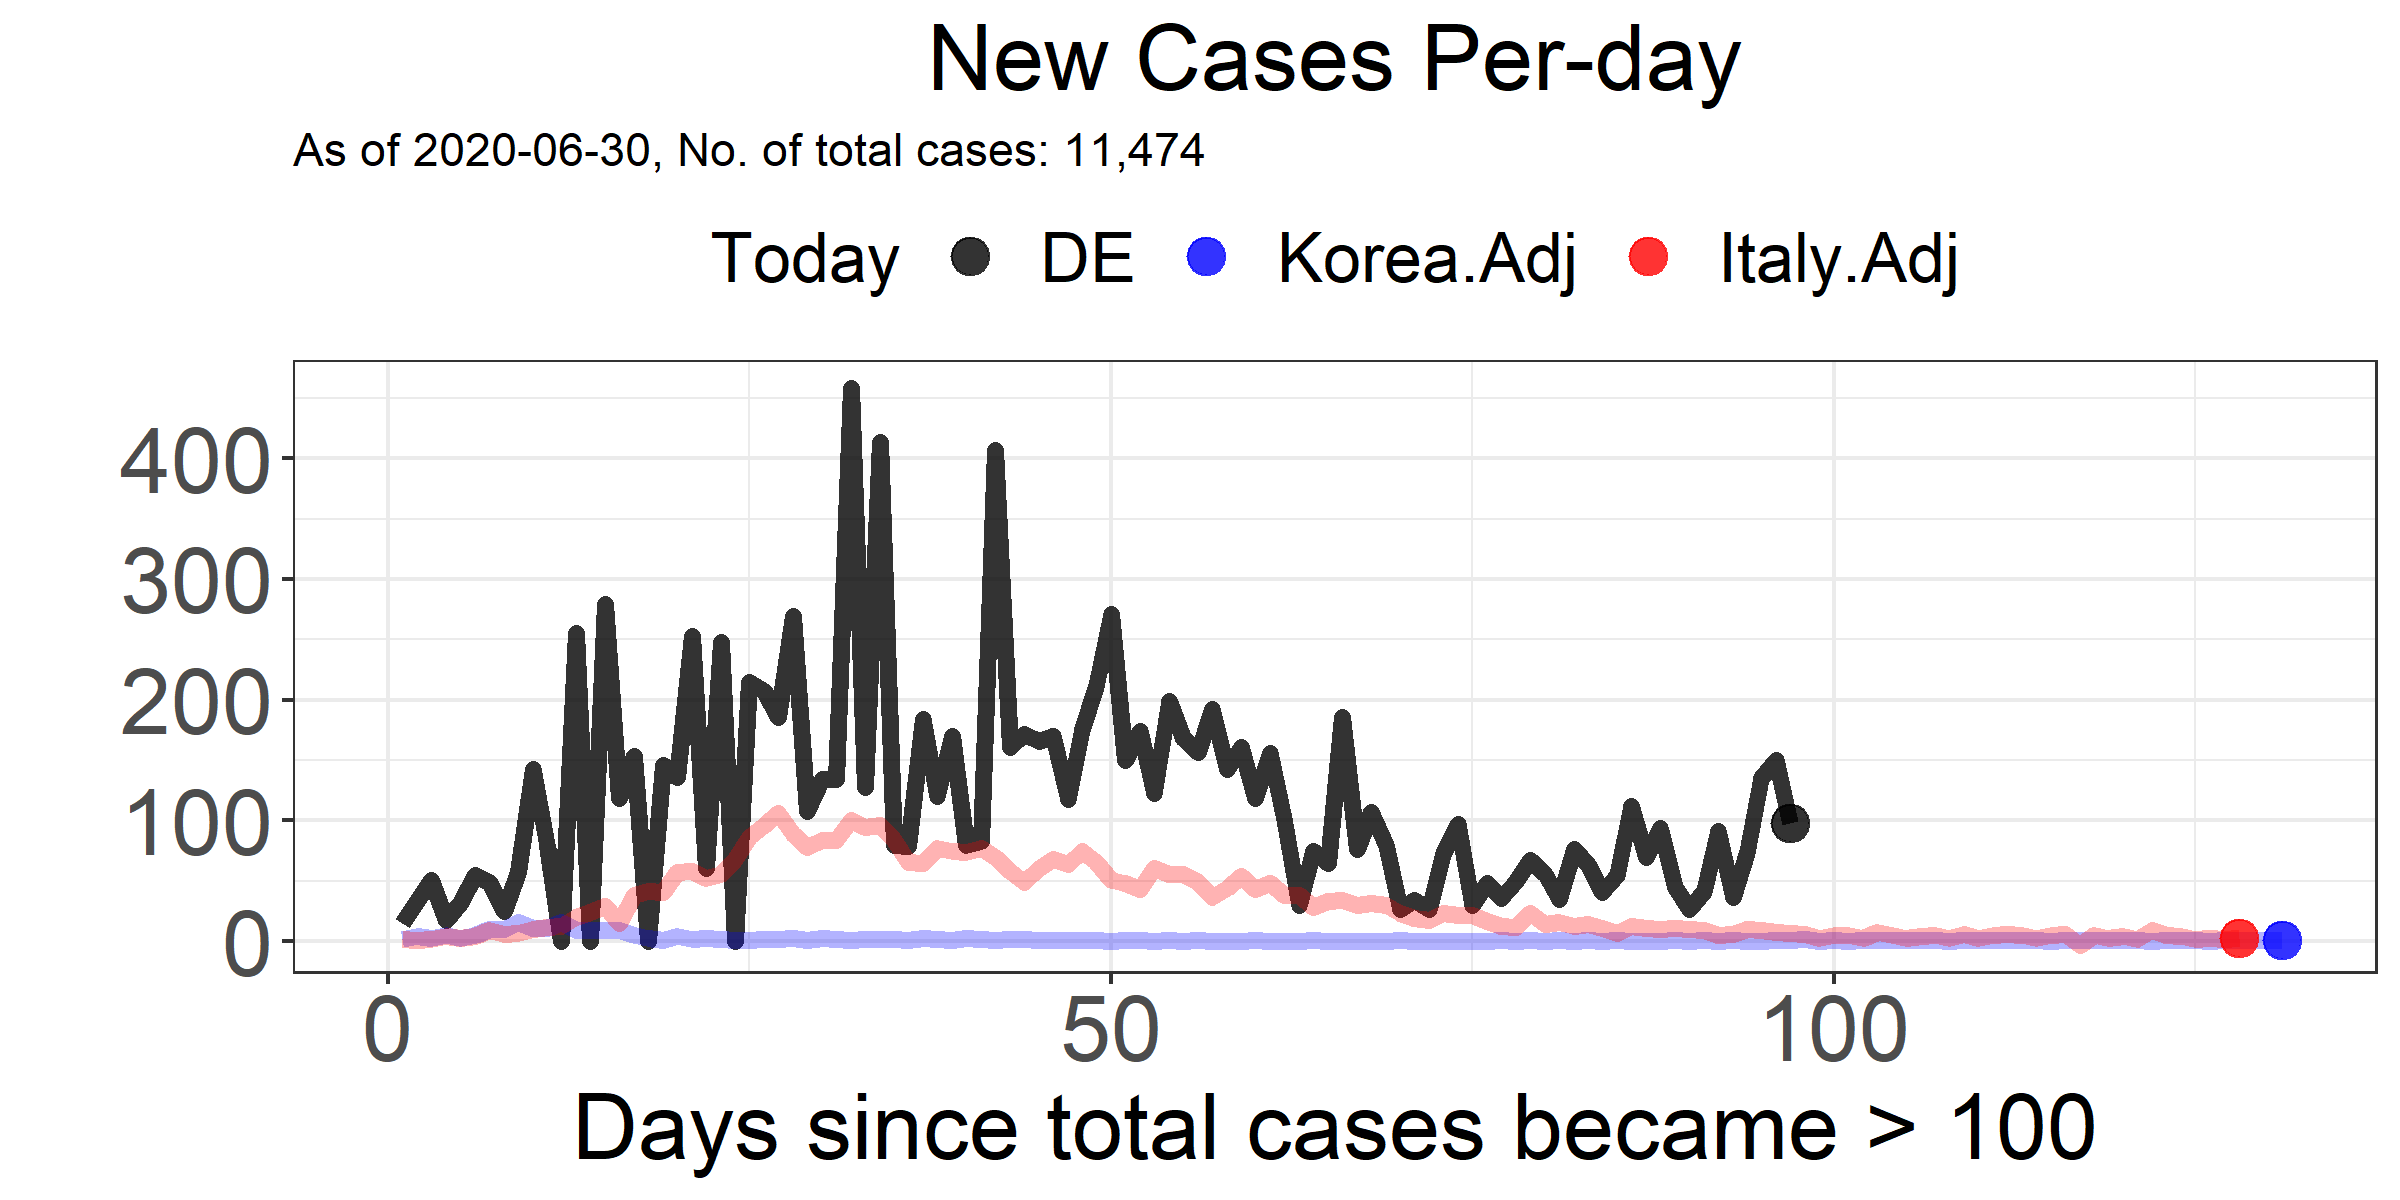 New Cases Per-day
As of 2020-06-30, No. of total cases: 11,474
Today DE Korea.Adj Italy.Adj
400
300
200
100
0
0 50 100
Days since total cases became > 100